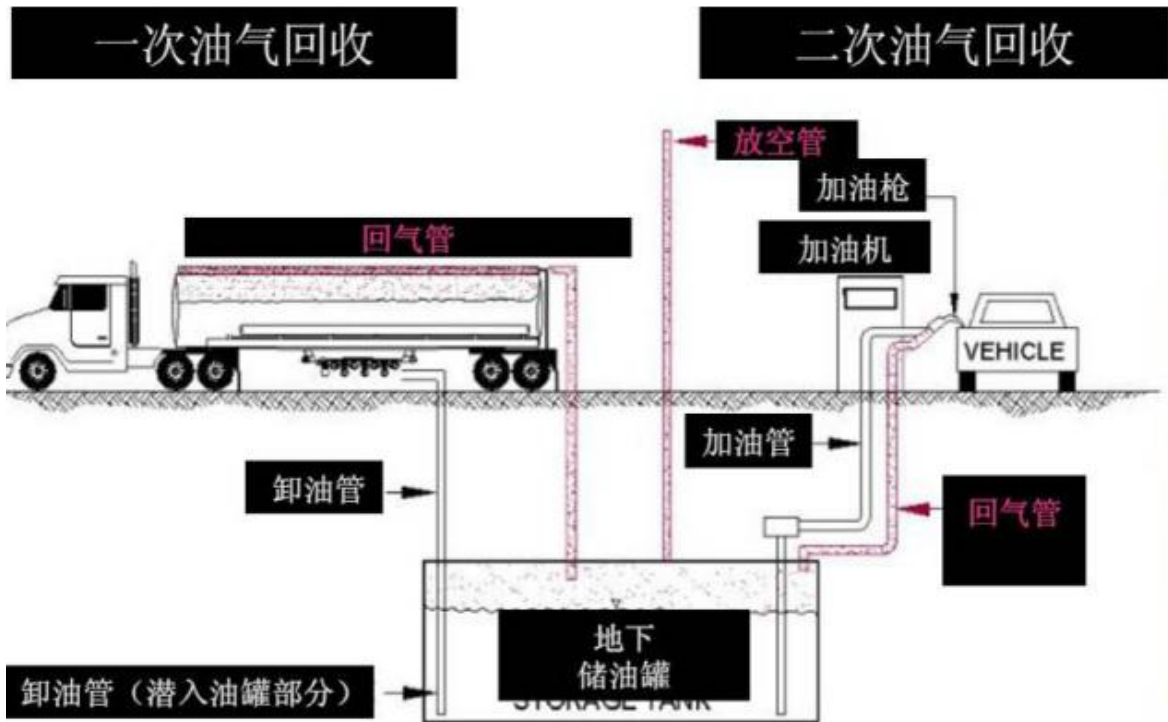 一次油气回收
二次油气回收
放空管
加油枪
回气管
加油机
VEHICLE
加油管
卸油管
回气管
地下
储油罐
STORAGE TANK
卸油管（潜入油罐部分）